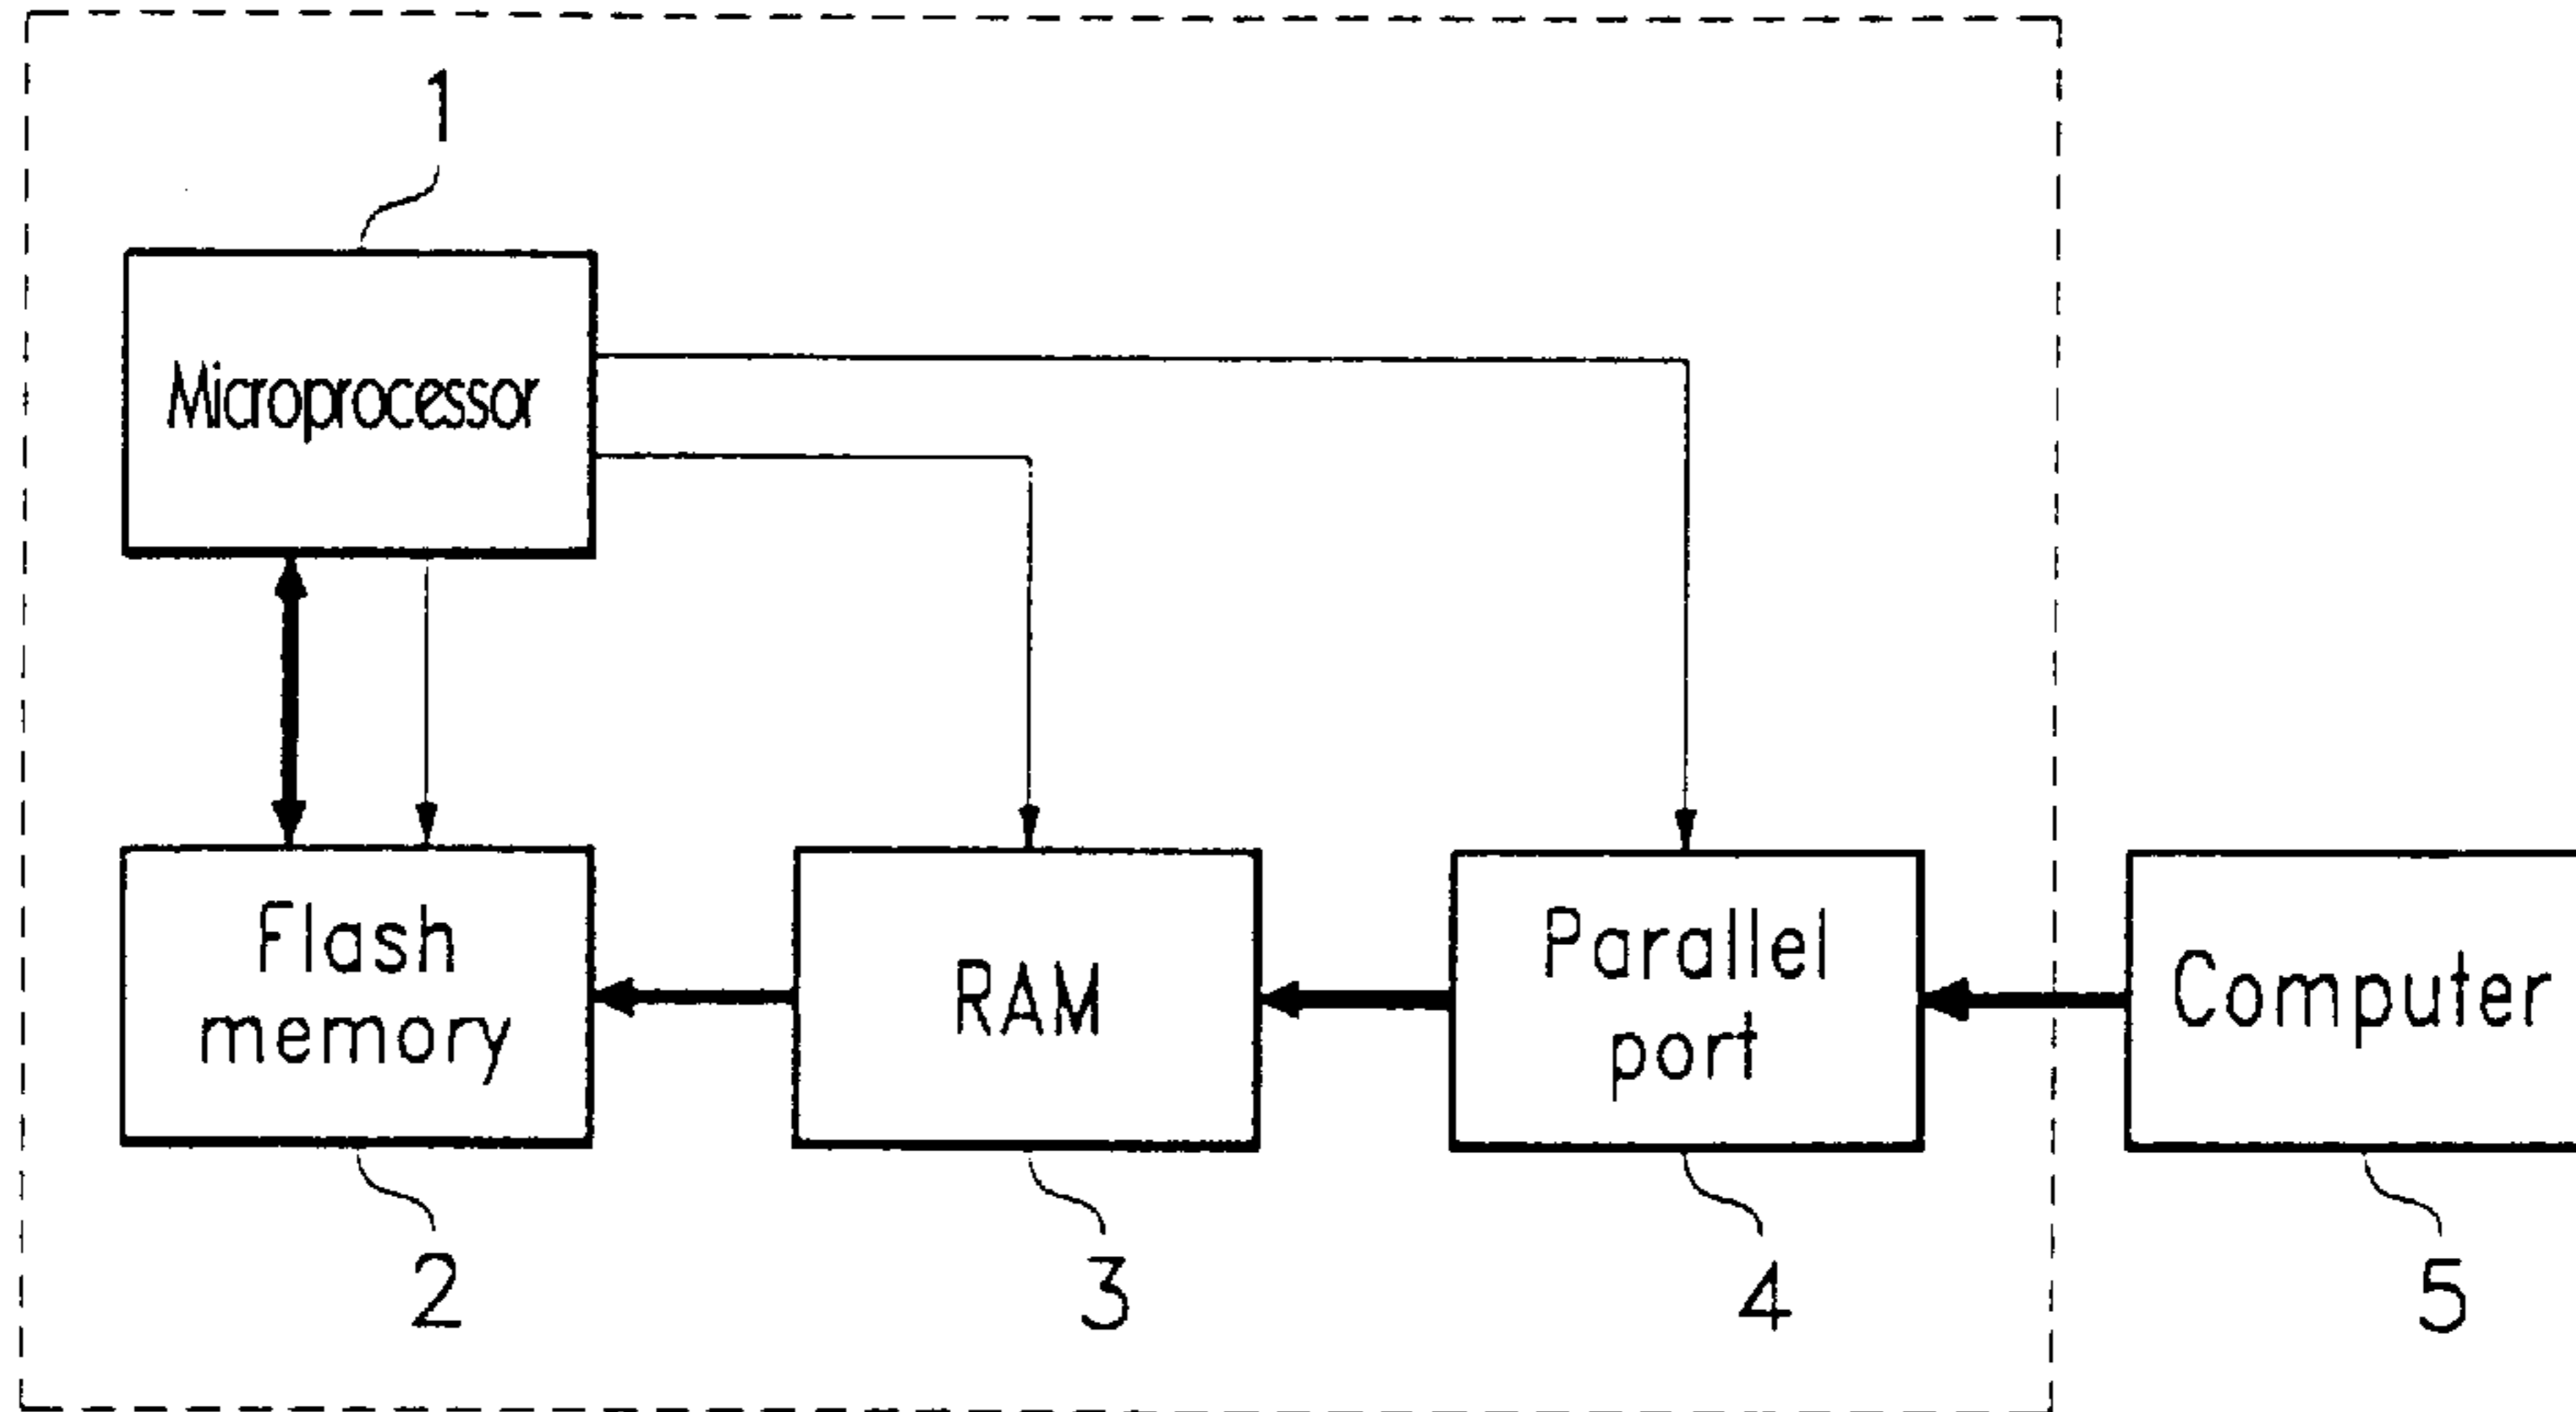 1
Microprocessor
Flash
memory
RAM
Parallel
port
Computer
2
3
4
5